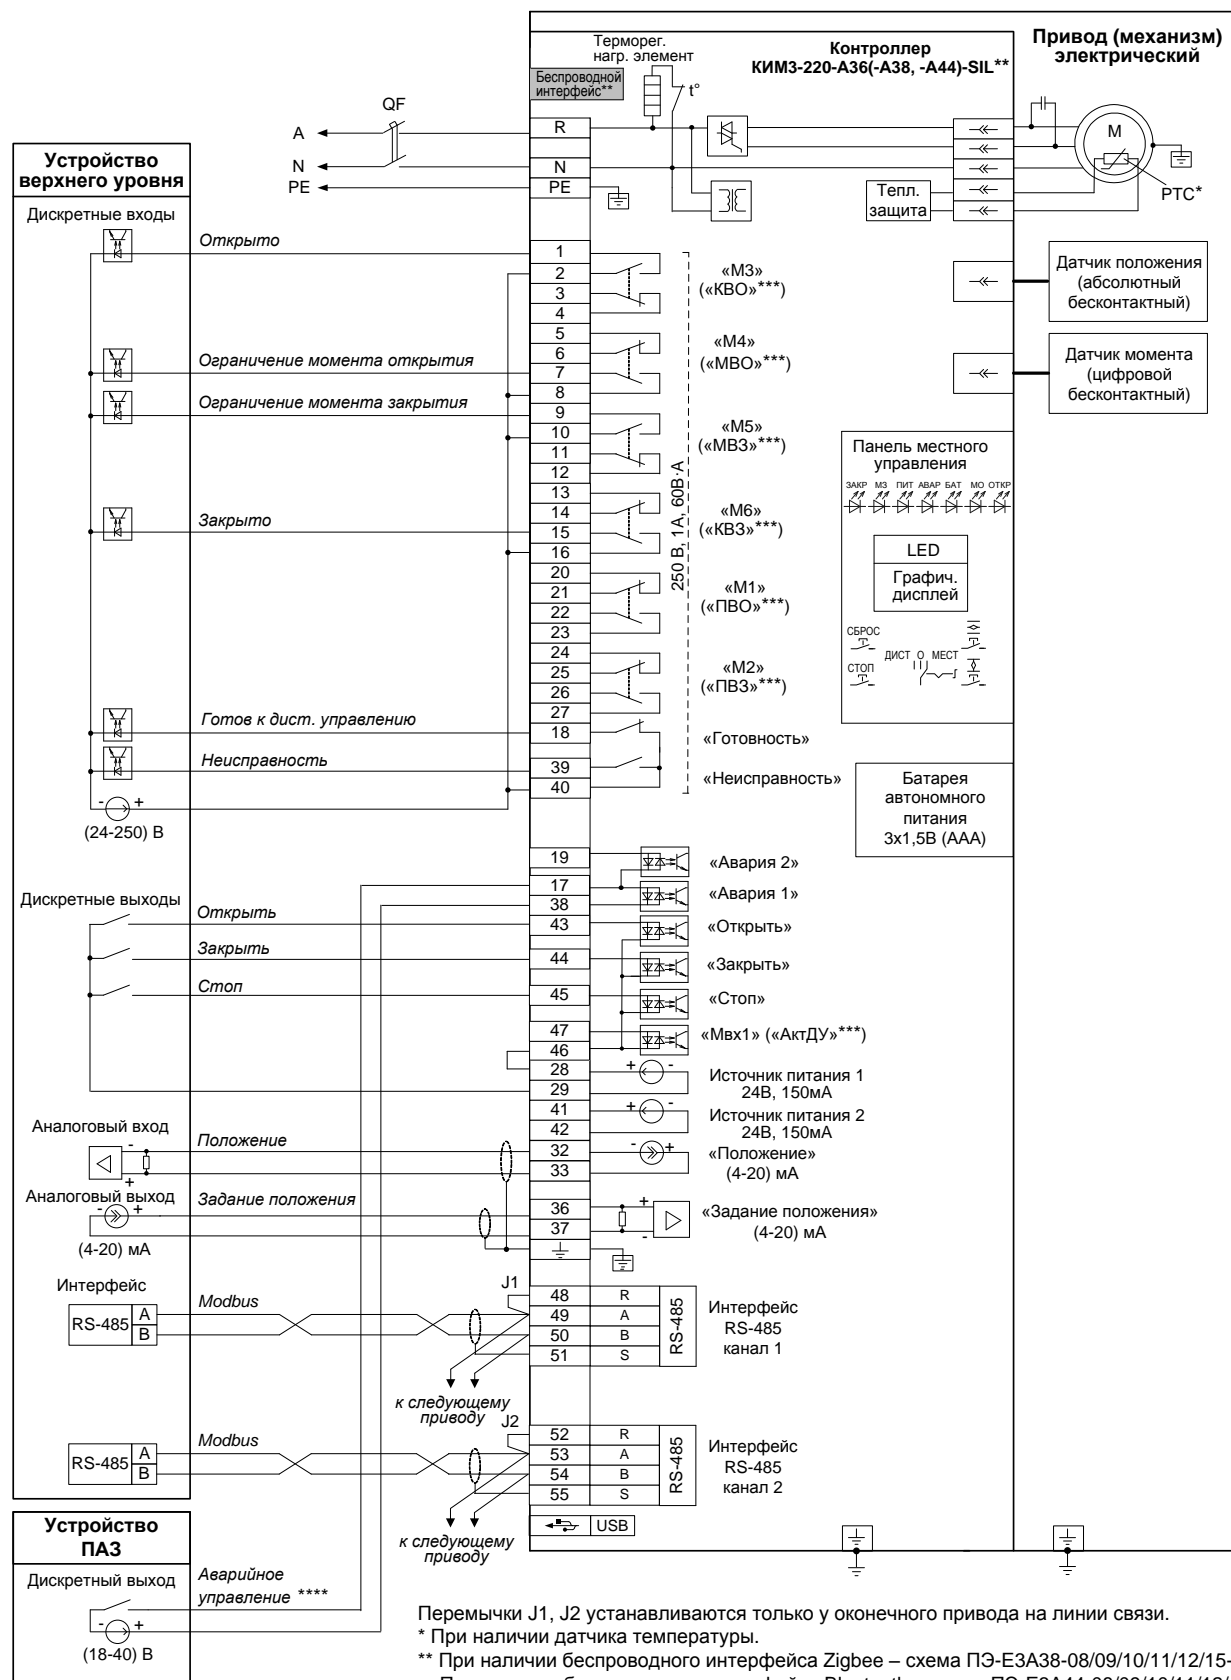 Терморег.
нагр. элемент
Контроллер
КИМ3-220-А36(-А38, -А44)-SIL**
Привод (механизм)
электрический
Беспроводной
интерфейс**
t°
QF
A
N
PE
R
N
PE
M
PTC*
Тепл.
защита
Устройство
верхнего уровня
Дискретные входы
Открыто
1
2
3
4
«М3»
(«КВО»***)
Датчик положения
(абсолютный
бесконтактный)
Ограничение момента открытия
5
6
7
8
«М4»
(«МВО»***)
Датчик момента
(цифровой
бесконтактный)
Ограничение момента закрытия
9
10
11
12
«М5»
(«МВЗ»***)
250 В, 1А, 60В·А
Панель местного
управления
ЗАКР МЗ ПИТ АВАР БАТ МО ОТКР
Закрыто
13
14
15
16
«М6»
(«КВЗ»***)
LED
Графич.
дисплей
20
21
22
23
«М1»
(«ПВО»***)
СБРОС
СТОП
ДИСТ О МЕСТ
24
25
26
27
«М2»
(«ПВЗ»***)
Готов к дист. управлению
18
«Готовность»
Неисправность
39
40
«Неисправность»
- +
(24-250) В
Батарея
автономного
питания
3х1,5В (ААА)
19
«Авария 2»
17
38
«Авария 1»
Дискретные выходы
Открыть
43
«Открыть»
Закрыть
44
«Закрыть»
Стоп
45
«Стоп»
47
46
«Мвх1» («АктДУ»***)
28
29
+ -
Источник питания 1
24В, 150мА
41
42
+ -
Источник питания 2
24В, 150мА
Аналоговый вход
-
+
Положение
32
33
- +
«Положение»
(4-20) мА
Аналоговый выход
- +
(4-20) мА
Задание положения
36
37
+
-
«Задание положения»
(4-20) мА
Интерфейс
RS-485
A
B
Modbus
J1
48 R
49 A
50 B
51 S
RS-485
Интерфейс
RS-485
канал 1
к следующему
приводу
RS-485
A
B
Modbus
J2
52 R
53 A
54 B
55 S
RS-485
Интерфейс
RS-485
канал 2
к следующему
приводу
USB
Устройство
ПАЗ
Дискретный выход
Аварийное
управление ****
- +
(18-40) В
Перемычки J1, J2 устанавливаются только у оконечного привода на линии связи.
* При наличии датчика температуры.
** При наличии беспроводного интерфейса Zigbee – схема ПЭ-Е3А38-08/09/10/11/12/15-